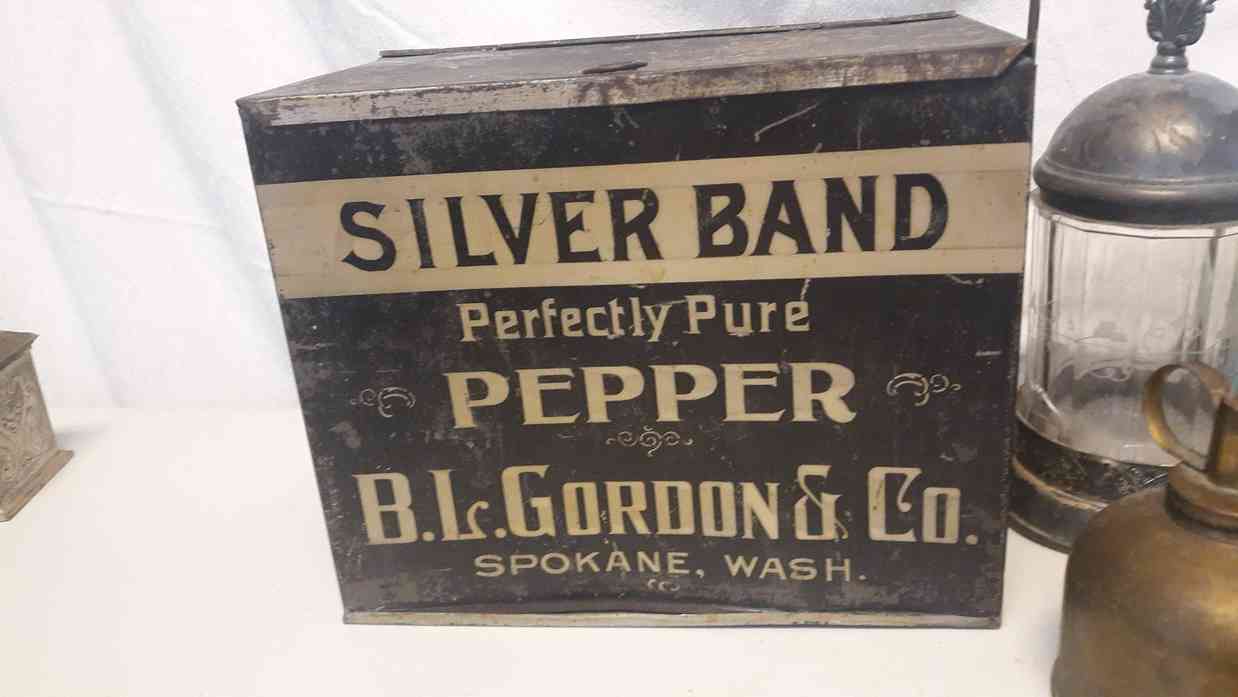 SILVER BAND
Perfectly Pure
PEPPER
B.L. GORDON & Co.
SPOKANE, WASH.